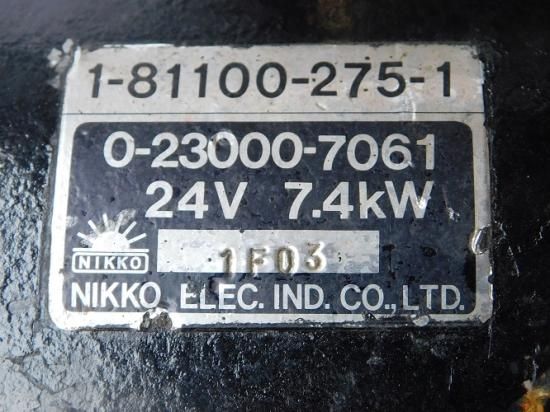 1-81100-275-1
0-23000-7061
24V 7.4kW
NIKKO
1F03
NIKKO ELEC. IND. CO., LTD.